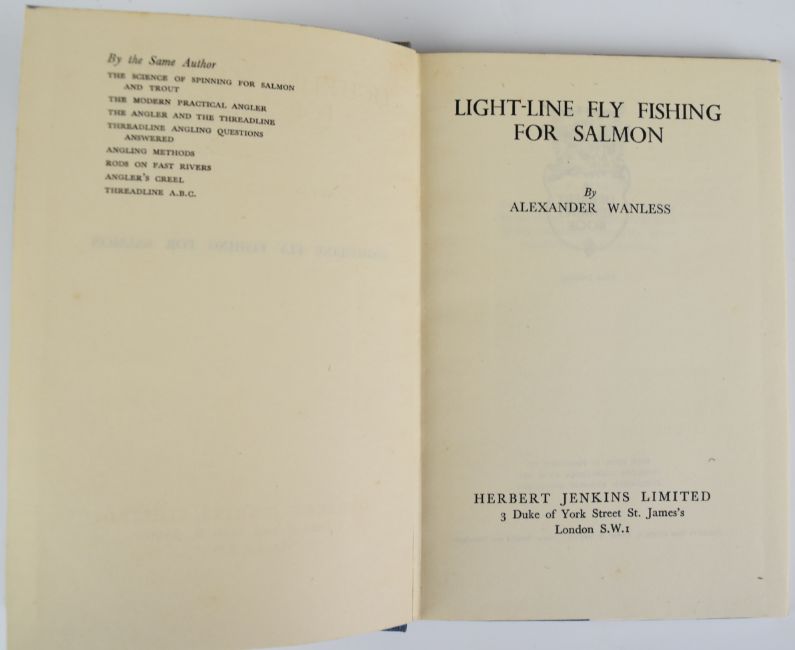 By the Same Author
THE SCIENCE OF SPINNING FOR SALMON
AND TROUT
THE MODERN PRACTICAL ANGLER
THE ANGLER AND THE THREADLINE
THREADLINE ANGLING QUESTIONS
ANSWERED
ANGLING METHODS
RODS ON FAST RIVERS
ANGLER'S CREEL
THREADLINE A.B.C.
LIGHT-LINE FLY FISHING
FOR SALMON
By
ALEXANDER WANLESS
HERBERT JENKINS LIMITED
3 Duke of York Street St. James's
London S.W.1